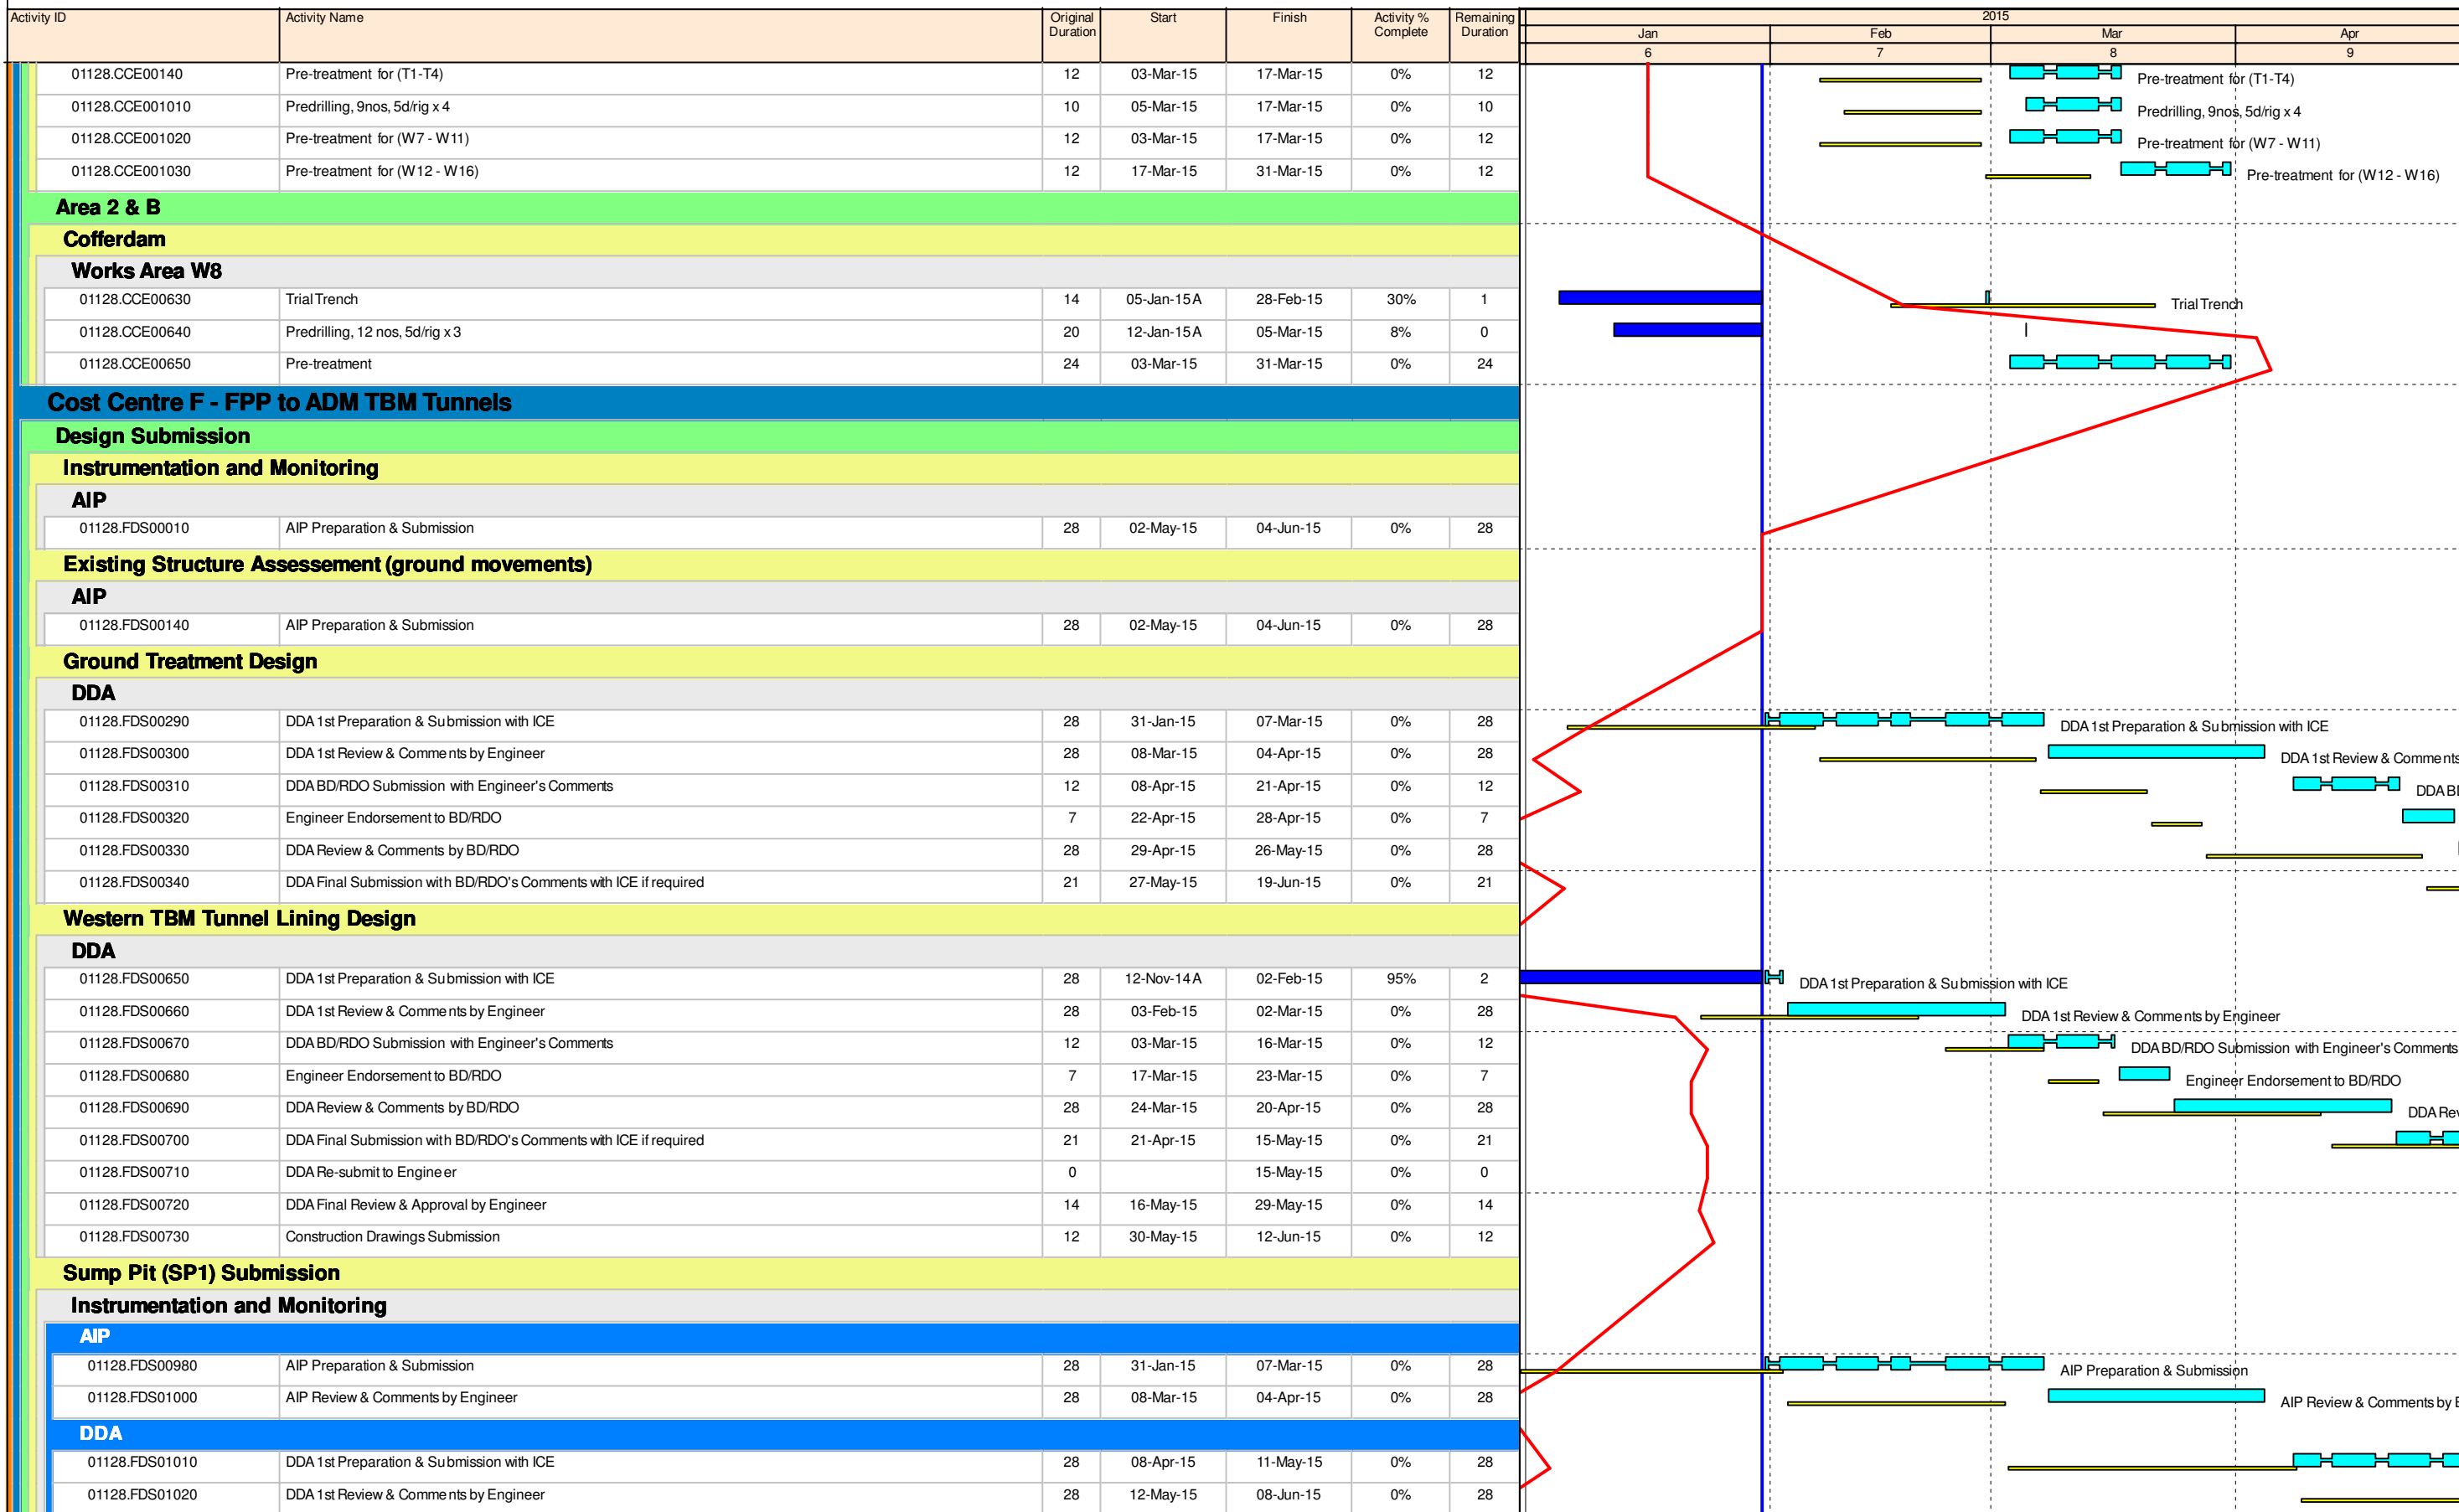 Activity ID Activity Name Original Duration Start Finish Activity % Complete Remaining Duration 2015
Jan Feb Mar Apr
6 7 8 9
01128.CCE00140 Pre-treatment for (T1-T4) 12 03-Mar-15 17-Mar-15 0% 12 Pre-treatment for (T1-T4)
01128.CCE001010 Predrilling, 9nos, 5d/rig x 4 10 05-Mar-15 17-Mar-15 0% 10 Predrilling, 9nos, 5d/rig x 4
01128.CCE001020 Pre-treatment for (W7 - W11) 12 03-Mar-15 17-Mar-15 0% 12 Pre-treatment for (W7 - W11)
01128.CCE001030 Pre-treatment for (W12 - W16) 12 17-Mar-15 31-Mar-15 0% 12 Pre-treatment for (W12 - W16)
Area 2 & B
Cofferdam
Works Area W8
01128.CCE00630 Trial Trench 14 05-Jan-15 A 28-Feb-15 30% 1 Trial Trench
01128.CCE00640 Predrilling, 12 nos, 5d/rig x 3 20 12-Jan-15 A 05-Mar-15 8% 0
01128.CCE00650 Pre-treatment 24 03-Mar-15 31-Mar-15 0% 24
Cost Centre F - FPP to ADM TBM Tunnels
Design Submission
Instrumentation and Monitoring
AIP
01128.FDS00010 AIP Preparation & Submission 28 02-May-15 04-Jun-15 0% 28
Existing Structure Assessement (ground movements)
AIP
01128.FDS00140 AIP Preparation & Submission 28 02-May-15 04-Jun-15 0% 28
Ground Treatment Design
DDA
01128.FDS00290 DDA 1st Preparation & Submission with ICE 28 31-Jan-15 07-Mar-15 0% 28 DDA 1st Preparation & Submission with ICE
01128.FDS00300 DDA 1st Review & Comments by Engineer 28 08-Mar-15 04-Apr-15 0% 28 DDA 1st Review & Comments
01128.FDS00310 DDA BD/RDO Submission with Engineer's Comments 12 08-Apr-15 21-Apr-15 0% 12 DDA
01128.FDS00320 Engineer Endorsement to BD/RDO 7 22-Apr-15 28-Apr-15 0% 7
01128.FDS00330 DDA Review & Comments by BD/RDO 28 29-Apr-15 26-May-15 0% 28
01128.FDS00340 DDA Final Submission with BD/RDO's Comments with ICE if required 21 27-May-15 19-Jun-15 0% 21
Western TBM Tunnel Lining Design
DDA
01128.FDS00650 DDA 1st Preparation & Submission with ICE 28 12-Nov-14 A 02-Feb-15 95% 2 DDA 1st Preparation & Submission with ICE
01128.FDS00660 DDA 1st Review & Comments by Engineer 28 03-Feb-15 02-Mar-15 0% 28 DDA 1st Review & Comments by Engineer
01128.FDS00670 DDA BD/RDO Submission with Engineer's Comments 12 03-Mar-15 16-Mar-15 0% 12 DDA BD/RDO Submission with Engineer's Comments
01128.FDS00680 Engineer Endorsement to BD/RDO 7 17-Mar-15 23-Mar-15 0% 7 Engineer Endorsement to BD/RDO
01128.FDS00690 DDA Review & Comments by BD/RDO 28 24-Mar-15 20-Apr-15 0% 28 DDA Rev
01128.FDS00700 DDA Final Submission with BD/RDO's Comments with ICE if required 21 21-Apr-15 15-May-15 0% 21
01128.FDS00710 DDA Re-submit to Engineer 0 15-May-15 0% 0
01128.FDS00720 DDA Final Review & Approval by Engineer 14 16-May-15 29-May-15 0% 14
01128.FDS00730 Construction Drawings Submission 12 30-May-15 12-Jun-15 0% 12
Sump Pit (SP1) Submission
Instrumentation and Monitoring
AIP
01128.FDS00980 AIP Preparation & Submission 28 31-Jan-15 07-Mar-15 0% 28 AIP Preparation & Submission
01128.FDS01000 AIP Review & Comments by Engineer 28 08-Mar-15 04-Apr-15 0% 28 AIP Review & Comments by
DDA
01128.FDS01010 DDA 1st Preparation & Submission with ICE 28 08-Apr-15 11-May-15 0% 28
01128.FDS01020 DDA 1st Review & Comments by Engineer 28 12-May-15 08-Jun-15 0% 28